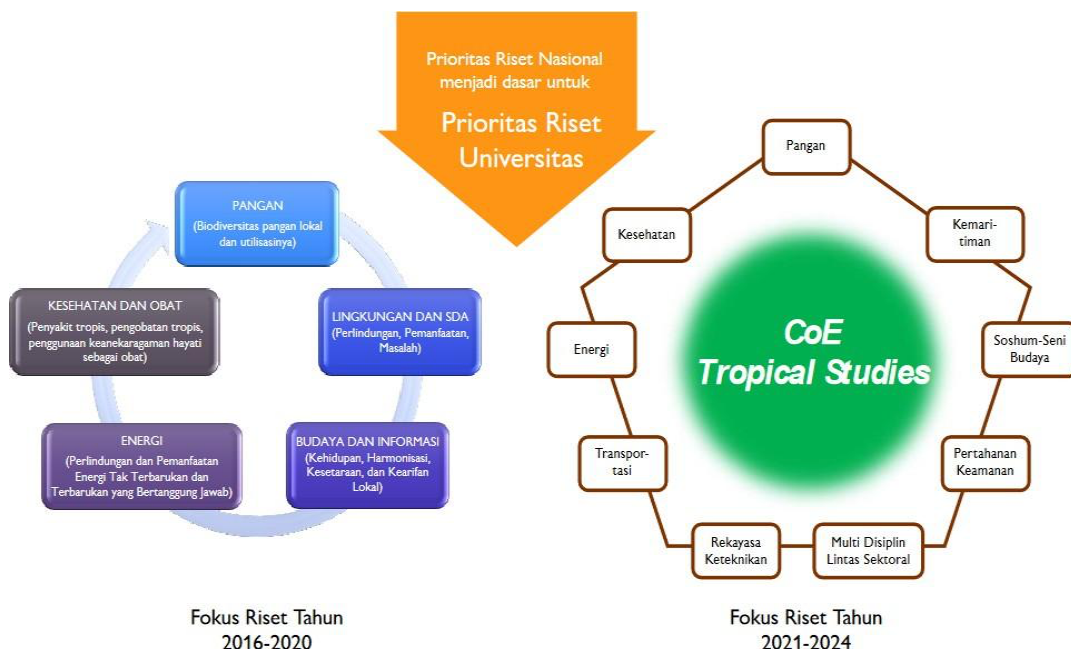 Prioritas Riset Nasional
menjadi dasar untuk
Prioritas Riset
Universitas
PANGAN
(Biodiversitas pangan lokal
dan utilisasinya)
LINGKUNGAN DAN SDA
(Perlindungan, Pemanfaatan,
Masalah)
BUDAYA DAN INFORMASI
(Kehidupan, Harmonisasi,
Kesetaraan, dan Kearifan
Lokal)
ENERGI
(Perlindungan dan Pemanfaatan
Energi Tak Terbarukan dan
Terbarukan yang Bertanggung Jawab)
KESEHATAN DAN OBAT
(Penyakit tropis, pengobatan tropis,
penggunaan keanekaragaman hayati
sebagai obat)
Fokus Riset Tahun
2016-2020
Pangan
Kemari-
timan
Soshum-Seni
Budaya
Pertahanan
Keamanan
Multi Disiplin
Lintas Sektoral
Rekayasa
Keteknikan
Transpor-
tasi
Energi
Kesehatan
CoE
Tropical Studies
Fokus Riset Tahun
2021-2024